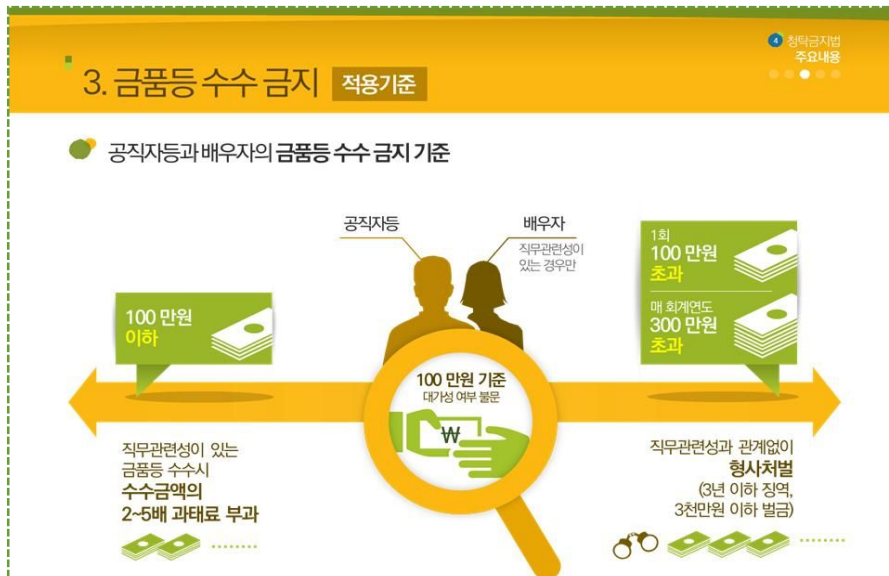 4 청탁금지법
주요내용
3. 금품등 수수 금지 적용기준
공직자등과 배우자의 금품등 수수 금지 기준
공직자등
배우자
직무관련성이
있는 경우만
100 만원
이하
1회
100 만원
초과
매 회계연도
300 만원
초과
100 만원 기준
대가성 여부 불문
₩
직무관련성이 있는
금품등 수수시
수수금액의
2~5배 과태료 부과
직무관련성과 관계없이
형사처벌
(3년 이하 징역,
3천만원 이하 벌금)